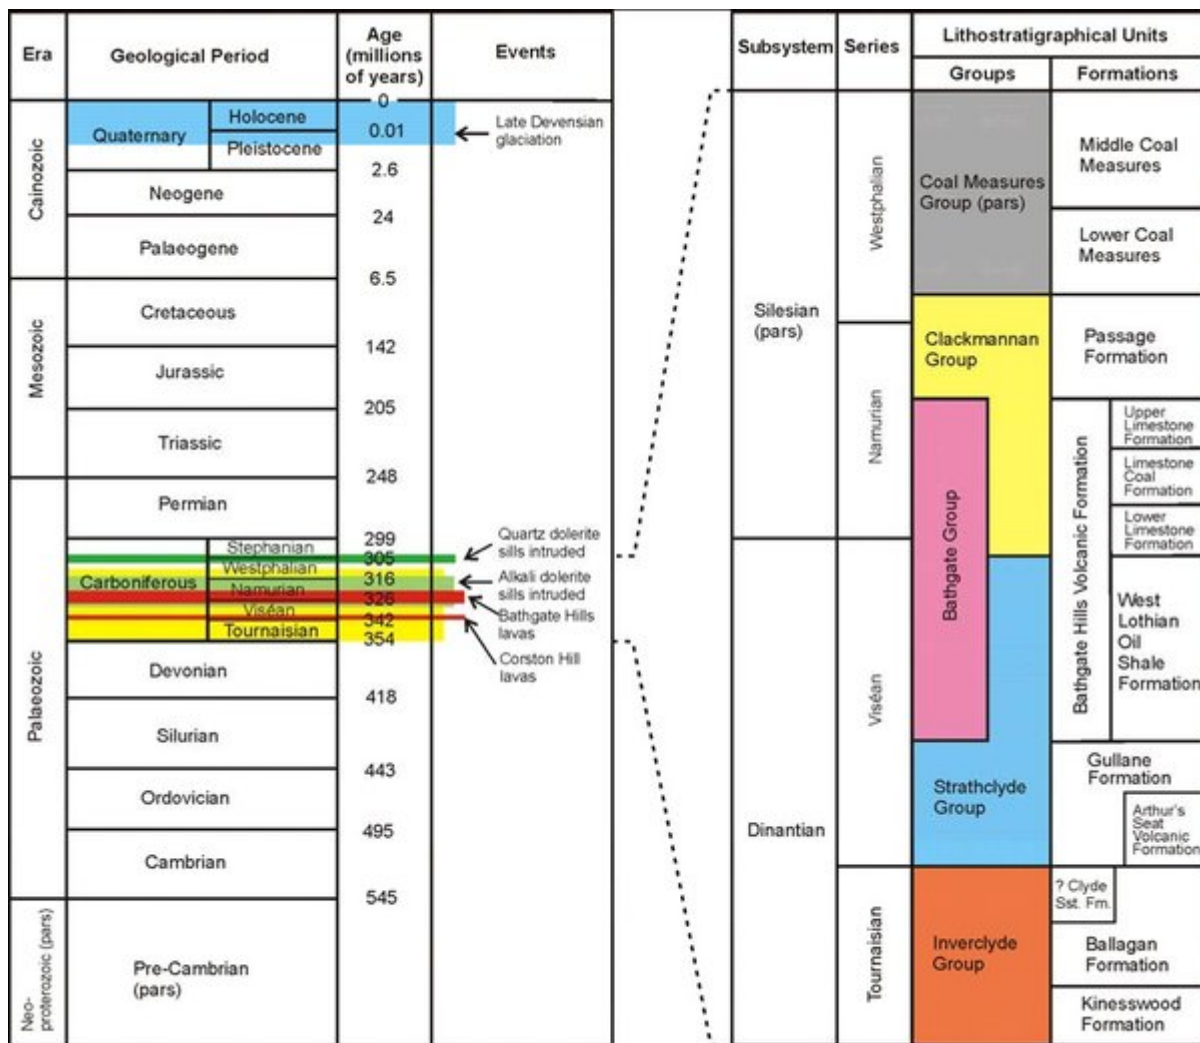 Era
Geological Period
Age
(millions
of years)
Events
Cainozoic
Quaternary
Holocene
Pleistocene
Neogene
Palaeogene
Mesozoic
Cretaceous
Jurassic
Triassic
Palaeozoic
Permian
Carboniferous
Stephanian
Westphalian
Namurian
Viséan
Tournaisian
Devonian
Silurian
Ordovician
Cambrian
Neo-
proterozoic (pars)
Pre-Cambrian
(pars)
0
0.01
2.6
24
6.5
142
205
248
299
305
316
326
342
354
418
443
495
545
Late Devensian
glaciation
Quartz dolerite
sills intruded
Alkali dolerite
sills intruded
Bathgate Hills
lavas
Corston Hill
lavas
Subsystem
Series
Lithostratigraphical Units
Groups
Formations
Silesian
(pars)
Dinantian
Westphalian
Namurian
Viséan
Tournaisian
Coal Measures
Group (pars)
Clackmannan
Group
Bathgate Group
Strathclyde
Group
Inverclyde
Group
Middle Coal
Measures
Lower Coal
Measures
Passage
Formation
Bathgate Hills Volcanic Formation
Upper
Limestone
Formation
Limestone
Coal
Formation
Lower
Limestone
Formation
West
Lothian
Oil
Shale
Formation
Gullane
Formation
Arthur's
Seat
Volcanic
Formation
? Clyde
Sst. Fm.
Ballagan
Formation
Kinesswood
Formation